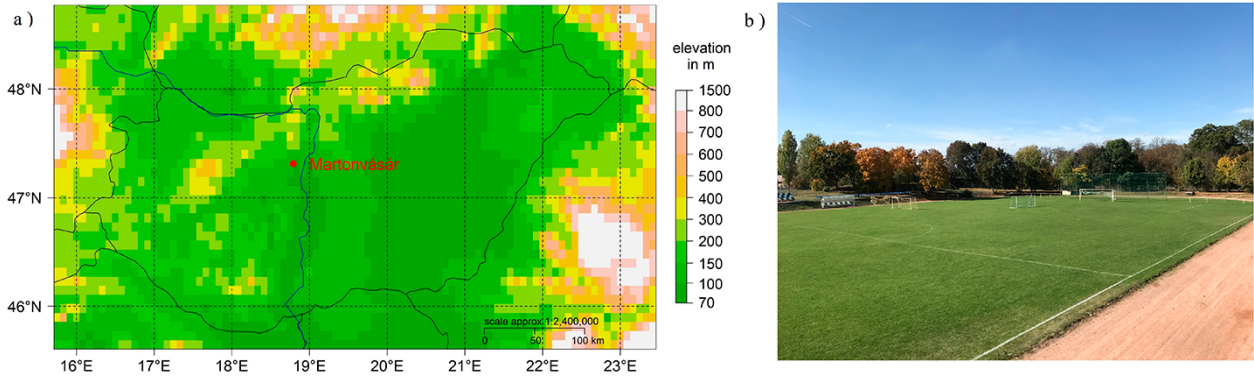 a )
elevation
in m
1500
800
700
600
500
400
300
200
150
100
70
48°N
47°N
46°N
Martonvásár
scale approx 1:2,400,000
0 50 100 km
16°E 17°E 18°E 19°E 20°E 21°E 22°E 23°E
b )